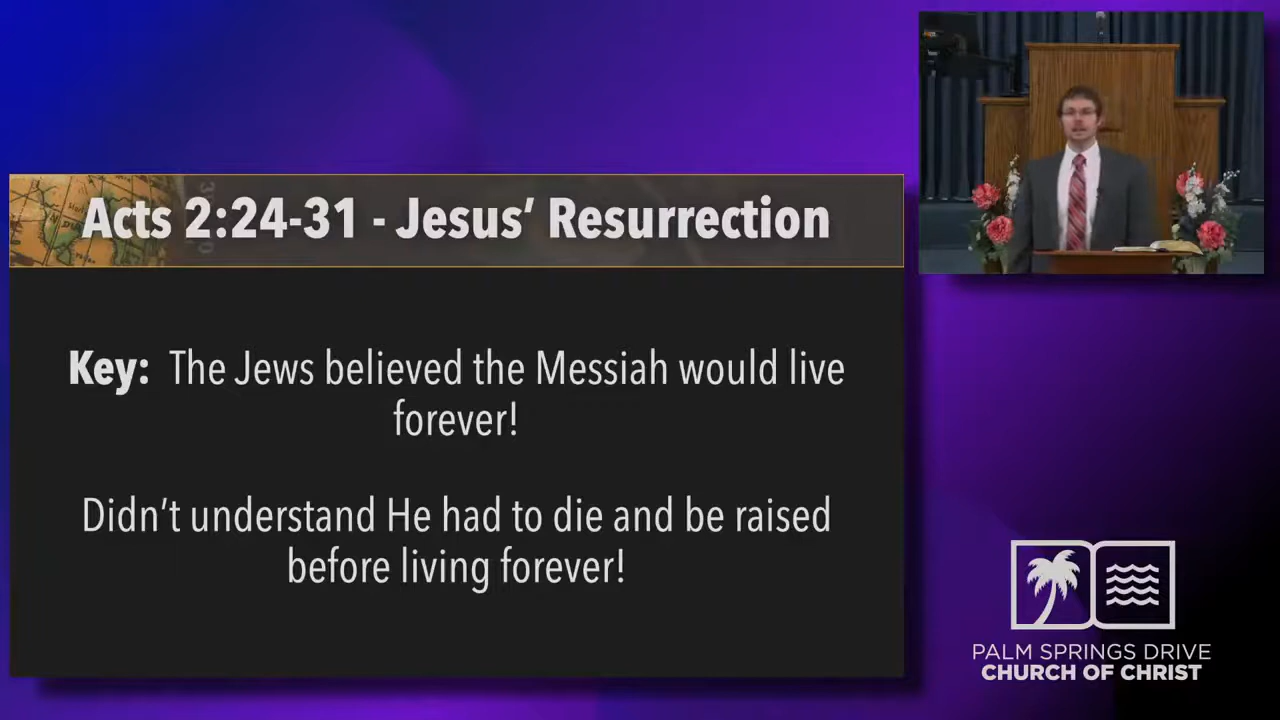 Acts 2:24-31 - Jesus’ Resurrection
Key: The Jews believed the Messiah would live
forever!
Didn’t understand He had to die and be raised
before living forever!
PALM SPRINGS DRIVE
CHURCH OF CHRIST